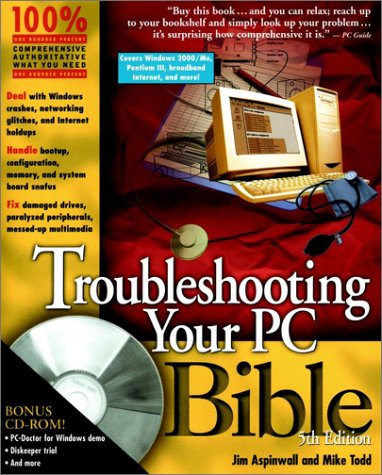 "Buy this book... and you can relax; reach up
to your bookshelf and simply look up your problem...
it's surprising how comprehensive it is." — PC Guide
100%
ONE HUNDRED PERCENT
COMPREHENSIVE
AUTHORITATIVE
WHAT YOU NEED
ONE HUNDRED PERCENT
Covers Windows 2000/Me,
Pentium III, broadband
Internet, and more!
Deal with Windows
crashes, networking
glitches, and Internet
holdups
Handle bootup,
configuration,
memory, and system
board snafus
Fix damaged drives,
paralyzed peripherals,
messed-up multimedia
Troubleshooting
Your PC
Bible
5th Edition
BONUS
CD-ROM!
• PC-Doctor for Windows demo
• Diskeeper trial
• And more
Jim Aspinwall and Mike Todd